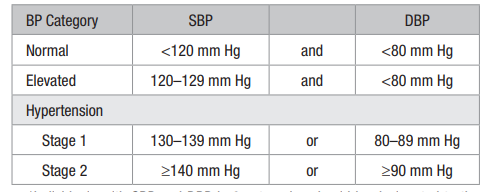 BP Category SBP DBP
Normal <120 mm Hg and <80 mm Hg
Elevated 120–129 mm Hg and <80 mm Hg
Hypertension
Stage 1 130–139 mm Hg or 80–89 mm Hg
Stage 2 ≥140 mm Hg or ≥90 mm Hg